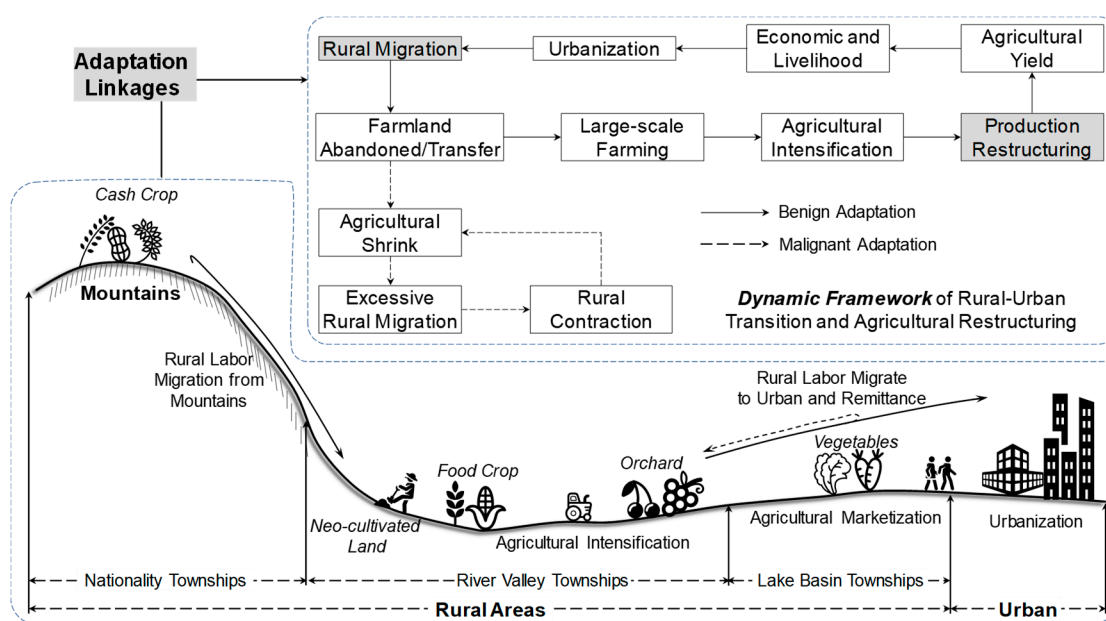 Adaptation
Linkages
Rural Migration
Urbanization
Economic and
Livelihood
Agricultural
Yield
Farmland
Abandoned/Transfer
Large-scale
Farming
Agricultural
Intensification
Production
Restructuring
Agricultural
Shrink
Benign Adaptation
Malignant Adaptation
Excessive
Rural Migration
Rural
Contraction
Dynamic Framework of Rural-Urban
Transition and Agricultural Restructuring
Cash Crop
Mountains
Rural Labor
Migration from
Mountains
Rural Labor Migrate
to Urban and Remittance
Neo-cultivated
Land
Food Crop
Orchard
Vegetables
Agricultural Intensification
Agricultural Marketization
Urbanization
Nationality Townships
River Valley Townships
Lake Basin Townships
Rural Areas
Urban